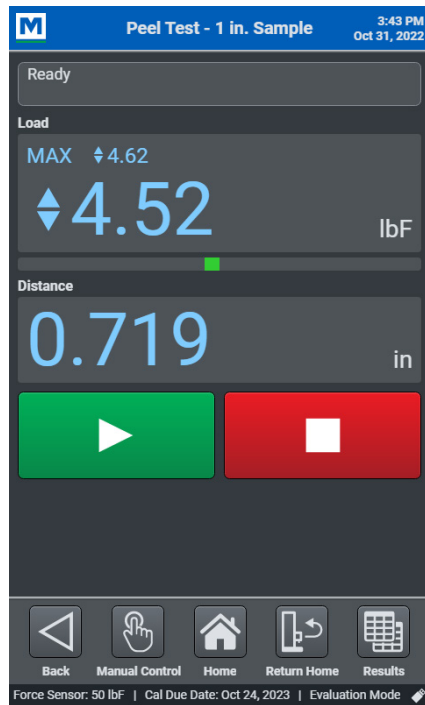 M
Peel Test - 1 in. Sample
3:43 PM
Oct 31, 2022
Ready
Load
MAX 4.62
4.52
lbF
Distance
0.719
in
Back Manual Control Home Return Home Results
Force Sensor: 50 lbF | Cal Due Date: Oct 24, 2023 | Evaluation Mode